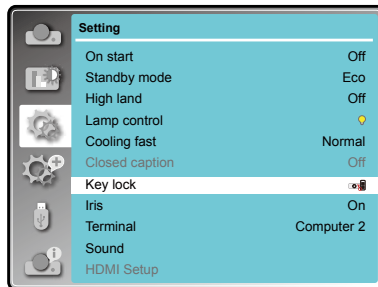 Setting
On start Off
Standby mode Eco
High land Off
Lamp control
Cooling fast Normal
Closed caption Off
Key lock
Iris On
Terminal Computer 2
Sound
HDMI Setup